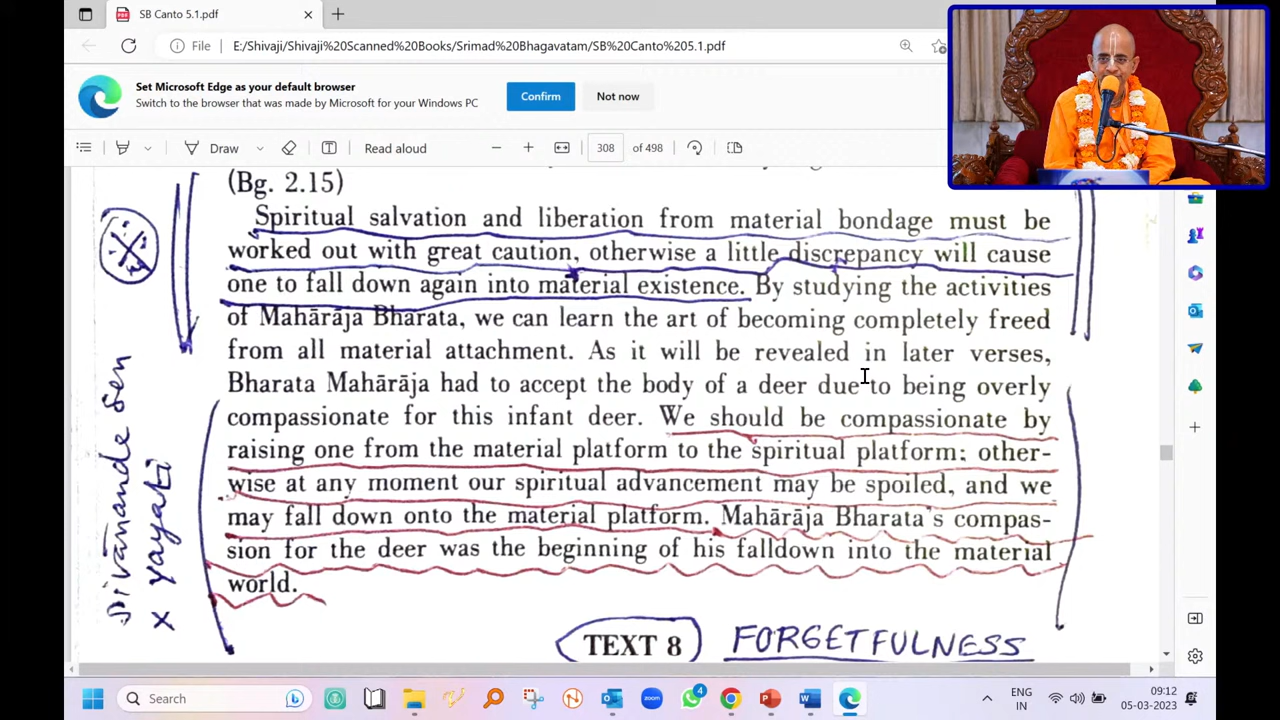 SB Canto 5.1.pdf
File E:/Shivaji/Shivaji%20Scanned%20Books/Srimad%20Bhagavatam/SB%20Canto%205.1.pdf
Set Microsoft Edge as your default browser
Switch to the browser that was made by Microsoft for your Windows PC
Confirm
Not now
Draw
Read aloud
308 of 498
(Bg. 2.15)
Spiritual salvation and liberation from material bondage must be
worked out with great caution, otherwise a little discrepancy will cause
one to fall down again into material existence. By studying the activities
of Mahārāja Bharata, we can learn the art of becoming completely freed
from all material attachment. As it will be revealed in later verses,
Bharata Mahārāja had to accept the body of a deer due to being overly
compassionate for this infant deer. We should be compassionate by
raising one from the material platform to the spiritual platform; other-
wise at any moment our spiritual advancement may be spoiled, and we
may fall down onto the material platform. Mahārāja Bharata's compas-
sion for the deer was the beginning of his falldown into the material
world.
Śivānanda Sen
x yayati
TEXT 8 FORGETFULNESS
Search
4
ENG
IN
09:12
05-03-2023